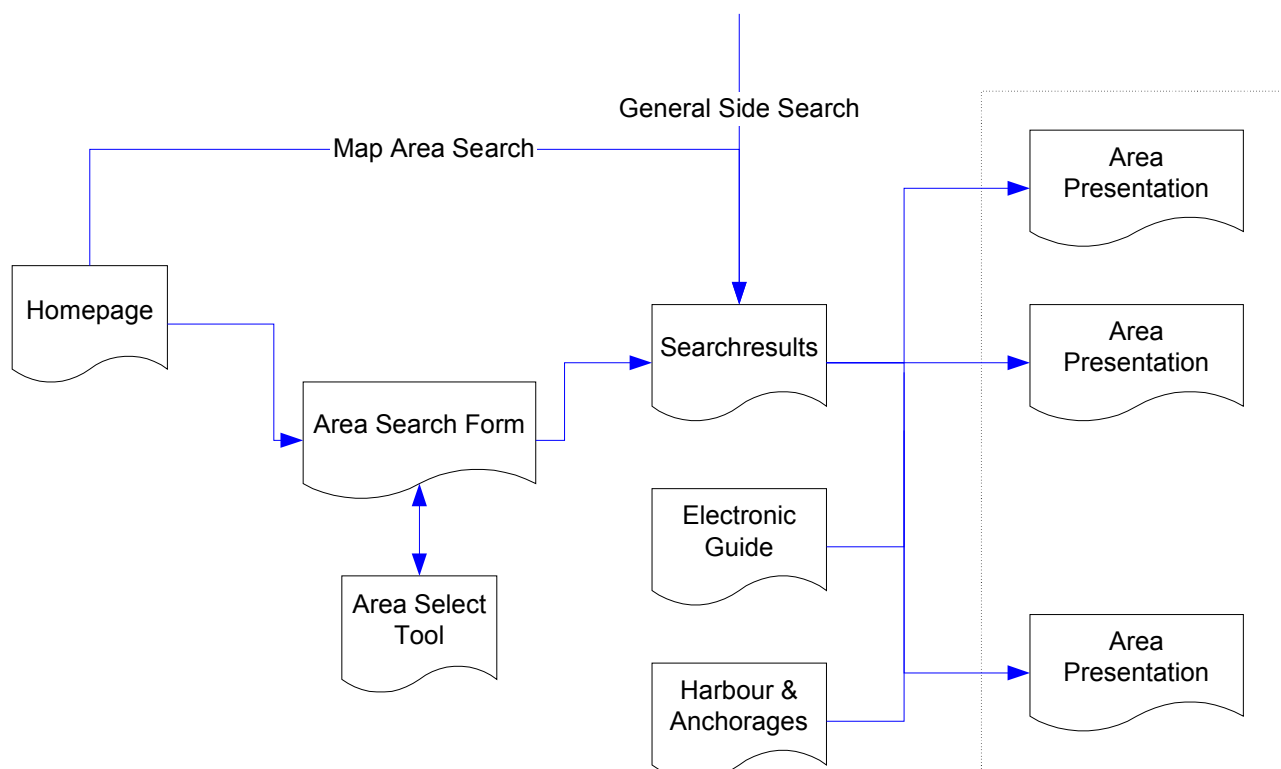 General Side Search
Map Area Search
Area
Presentation
Homepage
Searchresults
Area
Presentation
Area Search Form
Electronic
Guide
Area Select
Tool
Area
Presentation
Harbour &
Anchorages